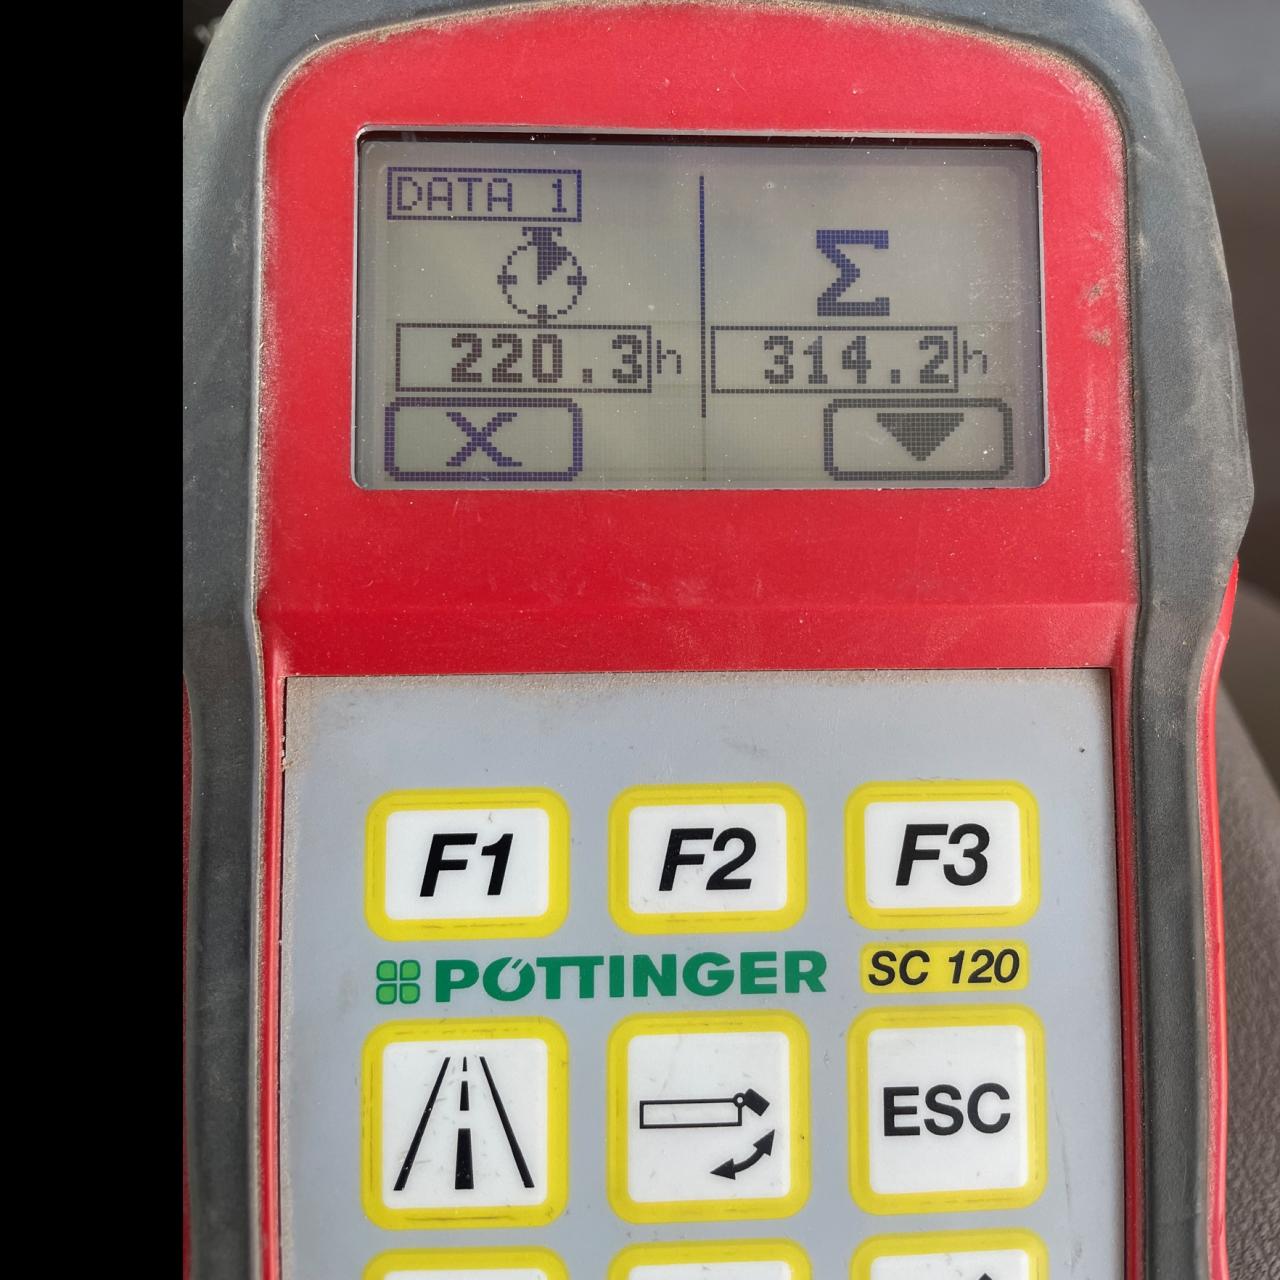 DATA 1
Σ
220.3h 314.2h
X
F1 F2 F3
PÖTTINGER SC 120
ESC